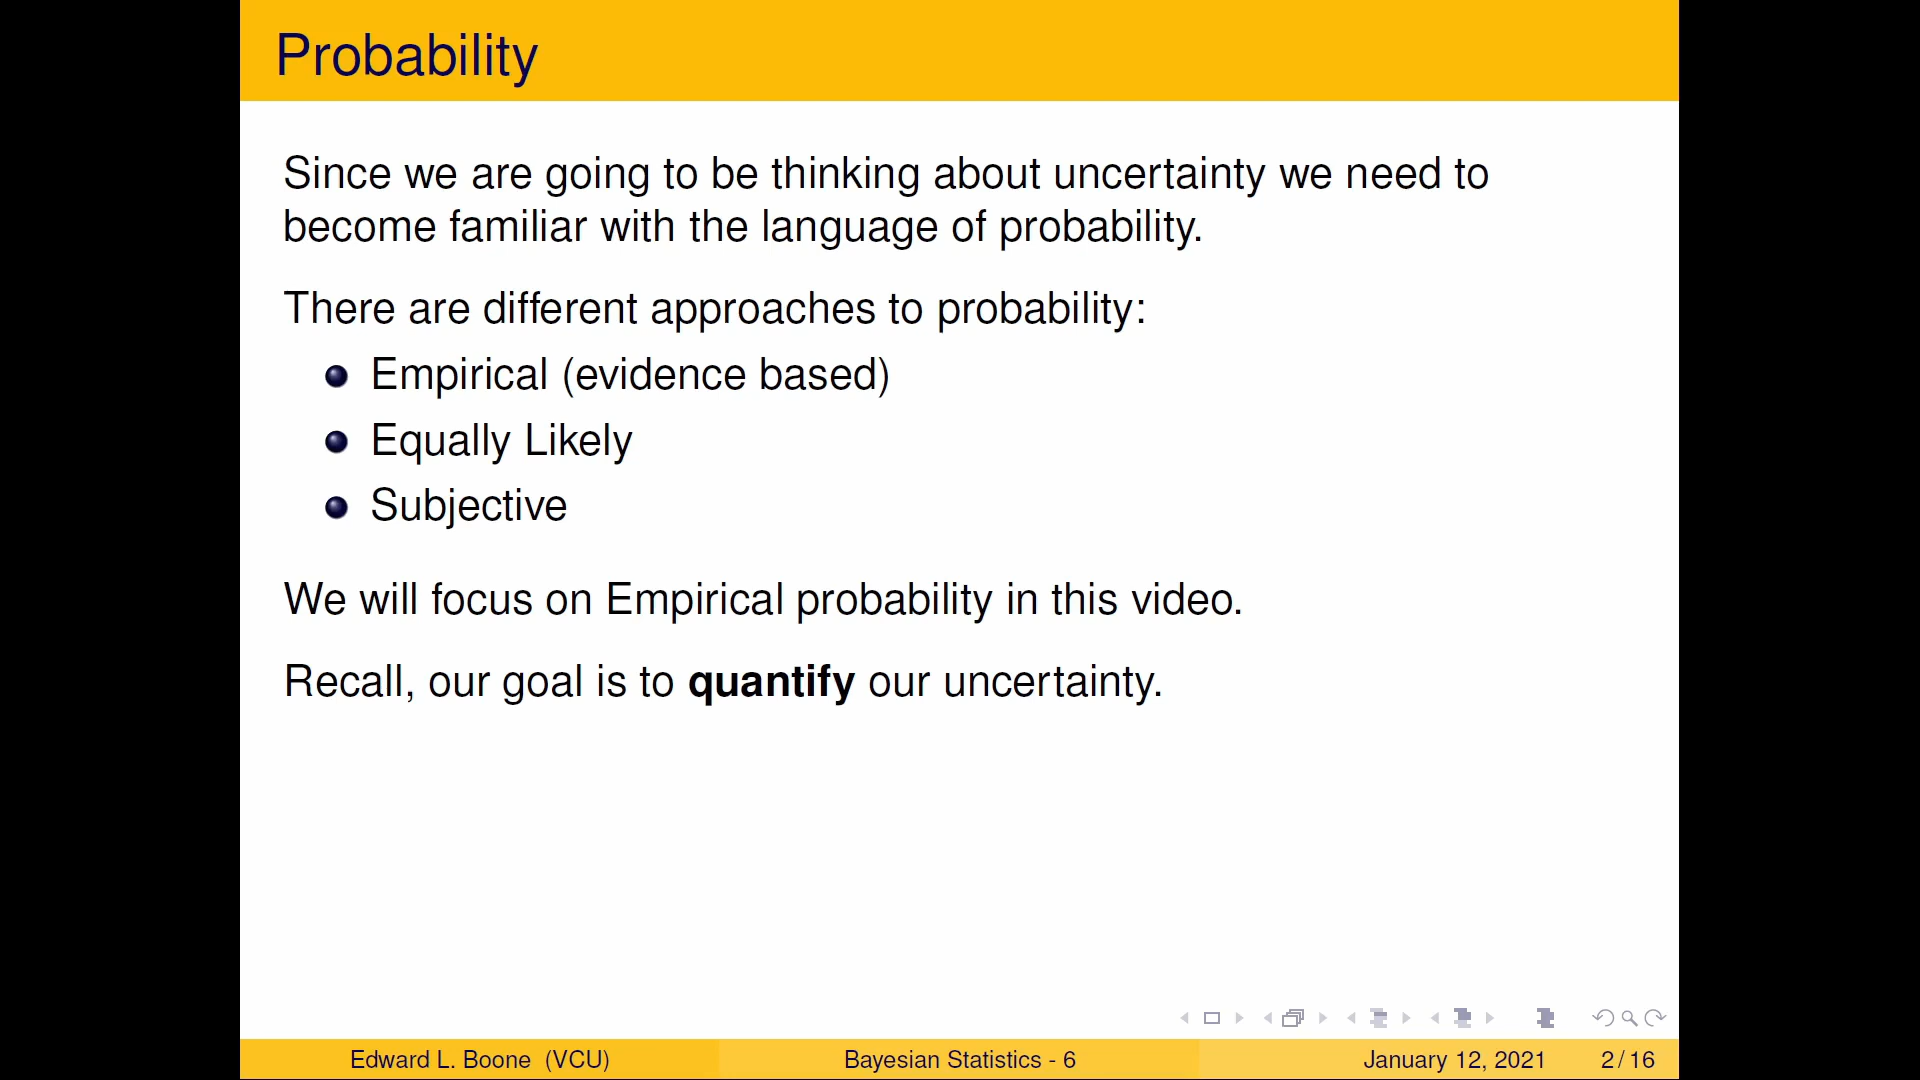 Probability
Since we are going to be thinking about uncertainty we need to
become familiar with the language of probability.
There are different approaches to probability:
Empirical (evidence based)
Equally Likely
Subjective
We will focus on Empirical probability in this video.
Recall, our goal is to quantify our uncertainty.
Edward L. Boone (VCU) Bayesian Statistics - 6 January 12, 2021 2 / 16